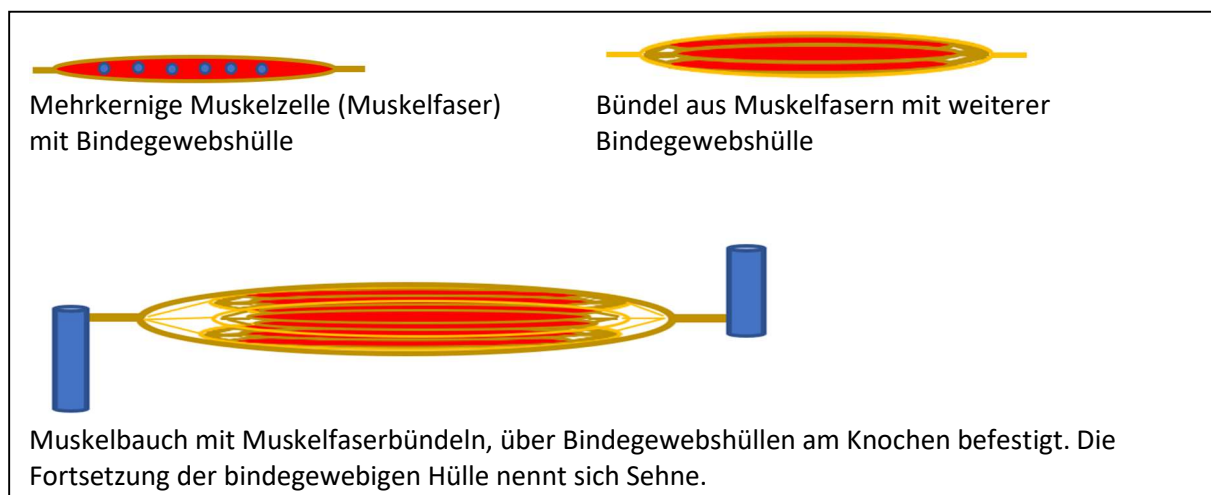 Mehrkernige Muskelzelle (Muskelfaser)
mit Bindegewebshülle
Bündel aus Muskelfasern mit weiterer
Bindegewebshülle
Muskelbauch mit Muskelfaserbündeln, über Bindegewebshüllen am Knochen befestigt. Die
Fortsetzung der bindegewebigen Hülle nennt sich Sehne.